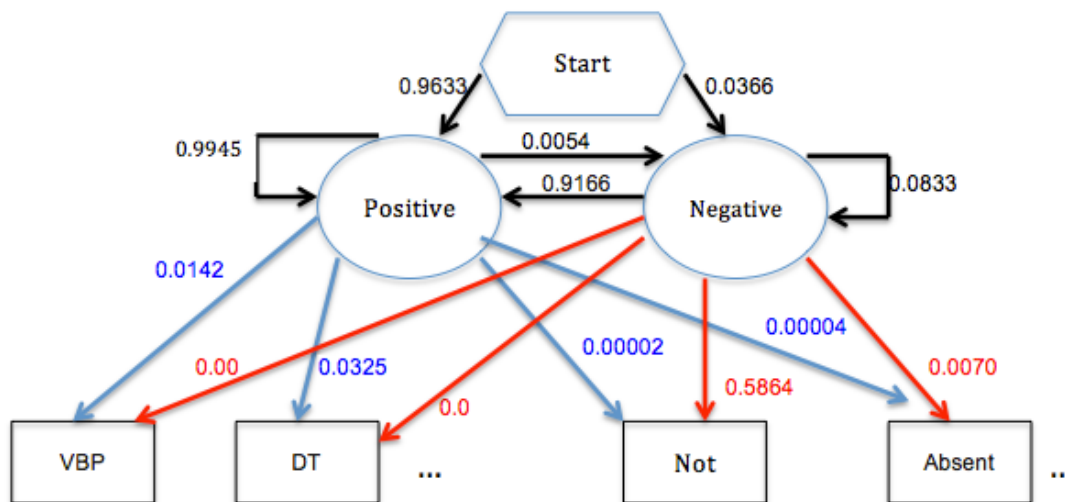 Start
0.9633
0.0366
0.9945
0.0054
0.9166
0.0833
Positive
Negative
0.0142
0.00004
0.00
0.0325
0.00002
0.0070
0.5864
0.0
VBP
DT
...
Not
Absent
..